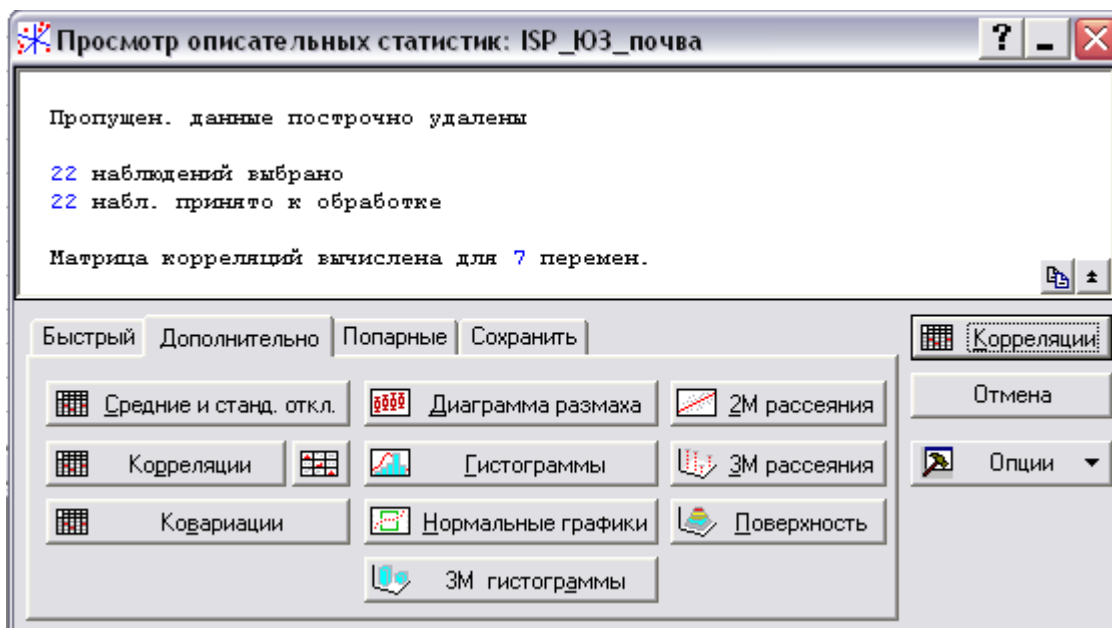 Просмотр описательных статистик: ISP_ЮЗ_почва
Пропущен. данные построчно удалены
22 наблюдений выбрано
22 набл. принято к обработке
Матрица корреляций вычислена для 7 перемен.
Быстрый Дополнительно Попарные Сохранить
Корреляции
Отмена
Опции
Средние и станд. откл. Диаграмма размаха 2М рассеяния
Корреляции Гистограммы 3М рассеяния
Ковариации Нормальные графики Поверхность
3М гистограммы